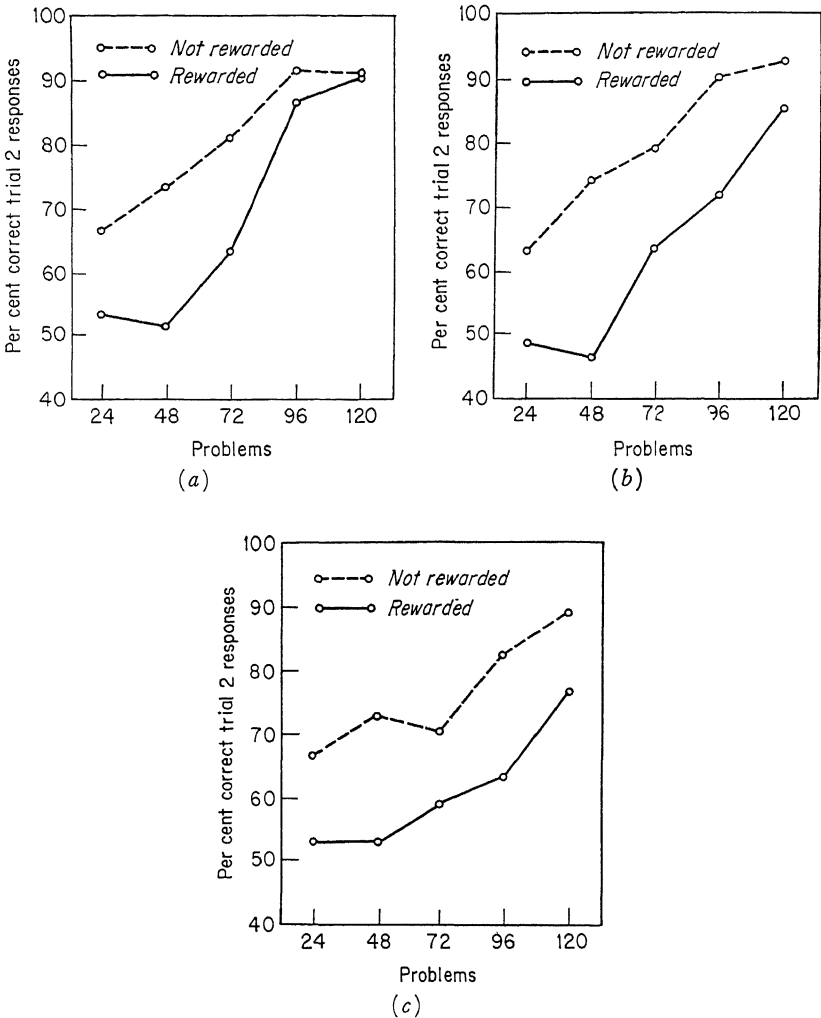 100
90
80
70
60
50
40
Per cent correct trial 2 responses
Not rewarded
Rewarded
24 48 72 96 120
Problems
(a)
100
90
80
70
60
50
40
Per cent correct trial 2 responses
Not rewarded
Rewarded
24 48 72 96 120
Problems
(b)
100
90
80
70
60
50
40
Per cent correct trial 2 responses
Not rewarded
Rewarded
24 48 72 96 120
Problems
(c)